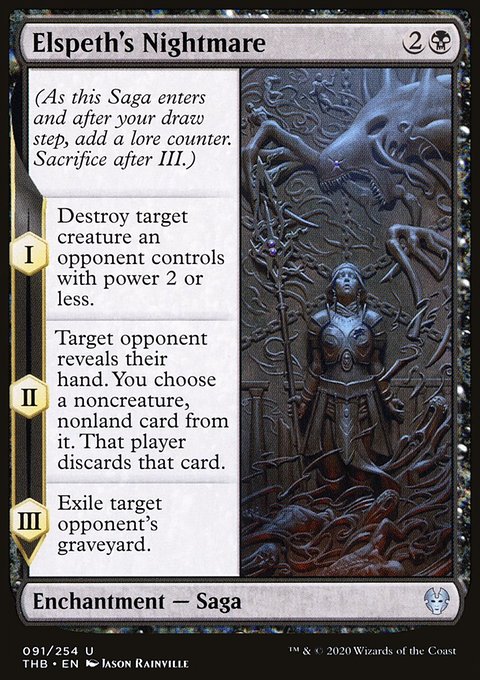 Elspeth's Nightmare 2
(As this Saga enters
and after your draw
step, add a lore counter.
Sacrifice after III.)
I
Destroy target
creature an
opponent controls
with power 2 or
less.
II
Target opponent
reveals their
hand. You choose
a noncreature,
nonland card from
it. That player
discards that card.
III
Exile target
opponent's
graveyard.
Enchantment — Saga
091/254 U
THB • EN Jason Rainville
™ & © 2020 Wizards of the Coast